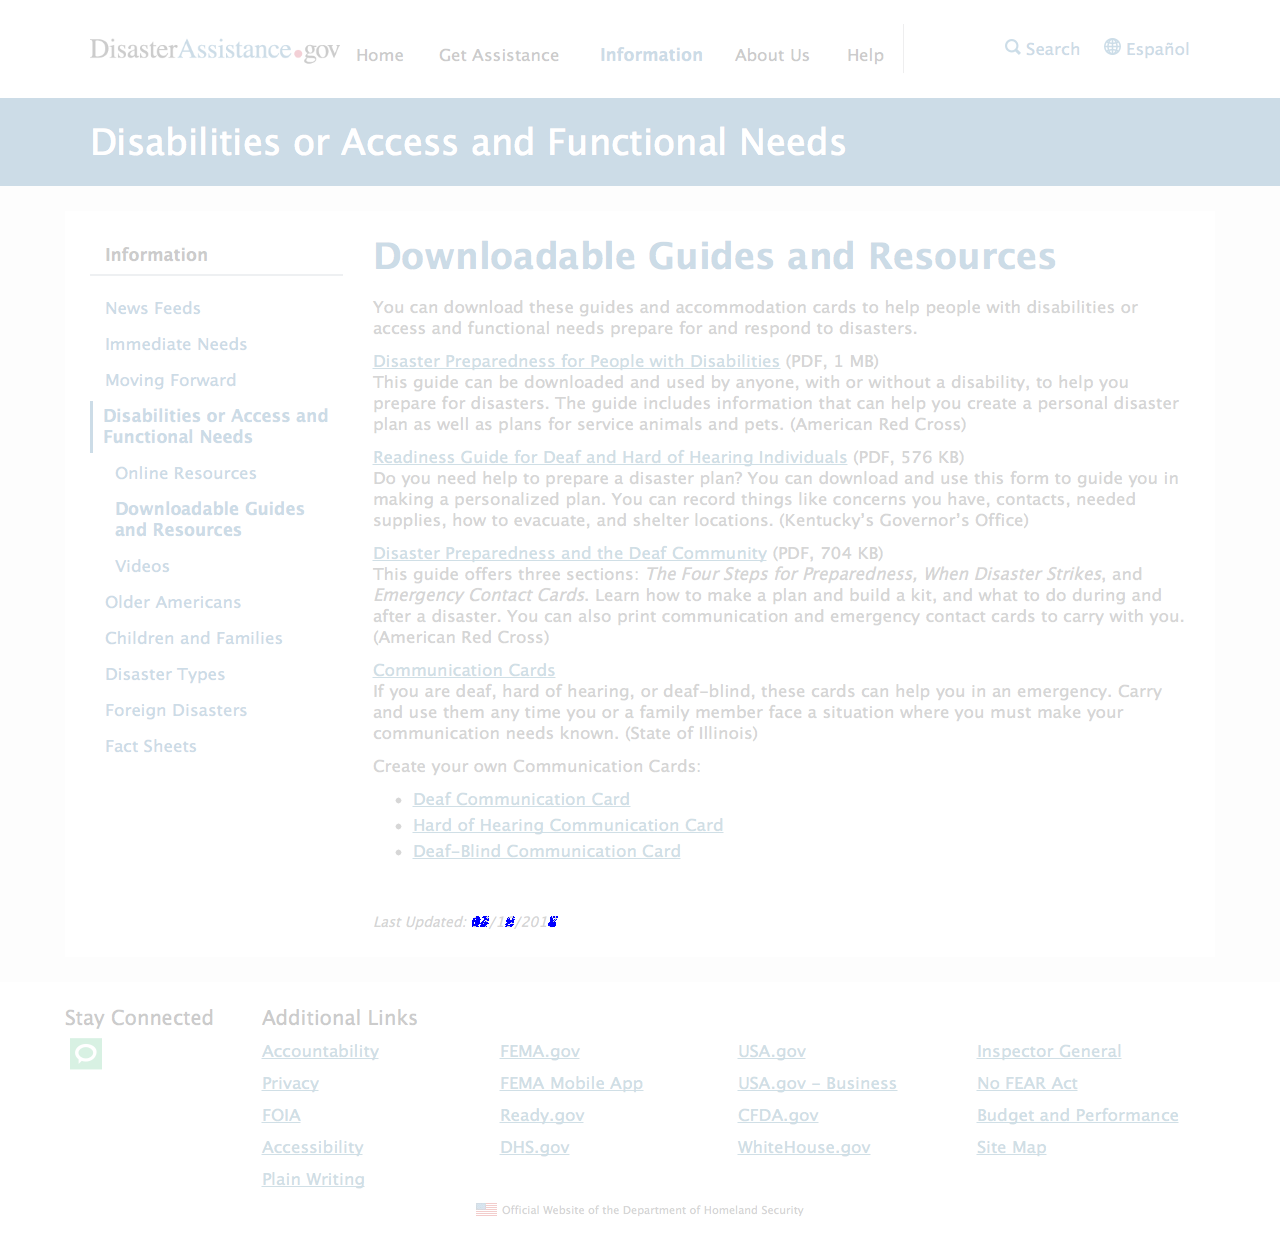 DisasterAssistance.gov Home Get Assistance Information About Us Help Search Español
Disabilities or Access and Functional Needs
Information
News Feeds
Immediate Needs
Moving Forward
Disabilities or Access and
Functional Needs
Online Resources
Downloadable Guides
and Resources
Videos
Older Americans
Children and Families
Disaster Types
Foreign Disasters
Fact Sheets
Downloadable Guides and Resources
You can download these guides and accommodation cards to help people with disabilities or
access and functional needs prepare for and respond to disasters.
Disaster Preparedness for People with Disabilities (PDF, 1 MB)
This guide can be downloaded and used by anyone, with or without a disability, to help you
prepare for disasters. The guide includes information that can help you create a personal disaster
plan as well as plans for service animals and pets. (American Red Cross)
Readiness Guide for Deaf and Hard of Hearing Individuals (PDF, 576 KB)
Do you need help to prepare a disaster plan? You can download and use this form to guide you in
making a personalized plan. You can record things like concerns you have, contacts, needed
supplies, how to evacuate, and shelter locations. (Kentucky’s Governor’s Office)
Disaster Preparedness and the Deaf Community (PDF, 704 KB)
This guide offers three sections: The Four Steps for Preparedness, When Disaster Strikes, and
Emergency Contact Cards. Learn how to make a plan and build a kit, and what to do during and
after a disaster. You can also print communication and emergency contact cards to carry with you.
(American Red Cross)
Communication Cards
If you are deaf, hard of hearing, or deaf-blind, these cards can help you in an emergency. Carry
and use them any time you or a family member face a situation where you must make your
communication needs known. (State of Illinois)
Create your own Communication Cards:
• Deaf Communication Card
• Hard of Hearing Communication Card
• Deaf-Blind Communication Card
Last Updated:
Stay Connected
Additional Links
Accountability FEMA.gov USA.gov Inspector General
Privacy FEMA Mobile App USA.gov - Business No FEAR Act
FOIA Ready.gov CFDA.gov Budget and Performance
Accessibility DHS.gov WhiteHouse.gov Site Map
Plain Writing
Official Website of the Department of Homeland Security